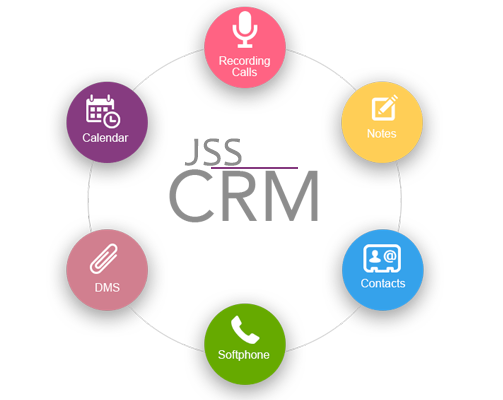 Recording
Calls
Notes
Contacts
Softphone
DMS
Calendar
JSS
CRM